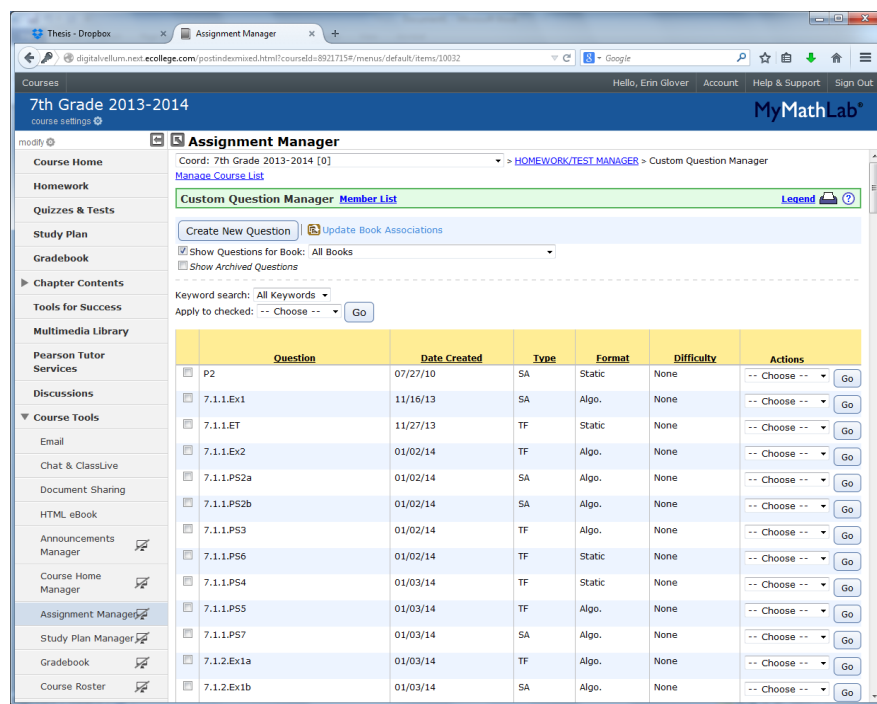 Thesis - Dropbox × Assignment Manager × +
digitalvellum.next.ecollege.com/postindexmixed.html?courseId=8921715#/menus/default/items/10032 Google
Courses Hello, Erin Glover Account Help & Support Sign Out
7th Grade 2013-2014
course settings
MyMathLab®
modify
Course Home
Homework
Quizzes & Tests
Study Plan
Gradebook
Chapter Contents
Tools for Success
Multimedia Library
Pearson Tutor
Services
Discussions
Course Tools
Email
Chat & ClassLive
Document Sharing
HTML eBook
Announcements
Manager
Course Home
Manager
Assignment Manager
Study Plan Manager
Gradebook
Course Roster
Assignment Manager
Coord: 7th Grade 2013-2014 [0] > HOMEWORK/TEST MANAGER > Custom Question Manager
Manage Course List
Custom Question Manager Member List Legend ?
Create New Question | Update Book Associations
Show Questions for Book: All Books
Show Archived Questions
Keyword search: All Keywords
Apply to checked: -- Choose -- Go
Question Date Created Type Format Difficulty Actions
P2 07/27/10 SA Static None -- Choose -- Go
7.1.1.Ex1 11/16/13 SA Algo. None -- Choose -- Go
7.1.1.ET 11/27/13 TF Static None -- Choose -- Go
7.1.1.Ex2 01/02/14 TF Algo. None -- Choose -- Go
7.1.1.PS2a 01/02/14 SA Algo. None -- Choose -- Go
7.1.1.PS2b 01/02/14 SA Algo. None -- Choose -- Go
7.1.1.PS3 01/02/14 TF Algo. None -- Choose -- Go
7.1.1.PS6 01/02/14 TF Static None -- Choose -- Go
7.1.1.PS4 01/03/14 TF Static None -- Choose -- Go
7.1.1.PS5 01/03/14 TF Algo. None -- Choose -- Go
7.1.1.PS7 01/03/14 SA Algo. None -- Choose -- Go
7.1.2.Ex1a 01/03/14 TF Algo. None -- Choose -- Go
7.1.2.Ex1b 01/03/14 SA Algo. None -- Choose -- Go